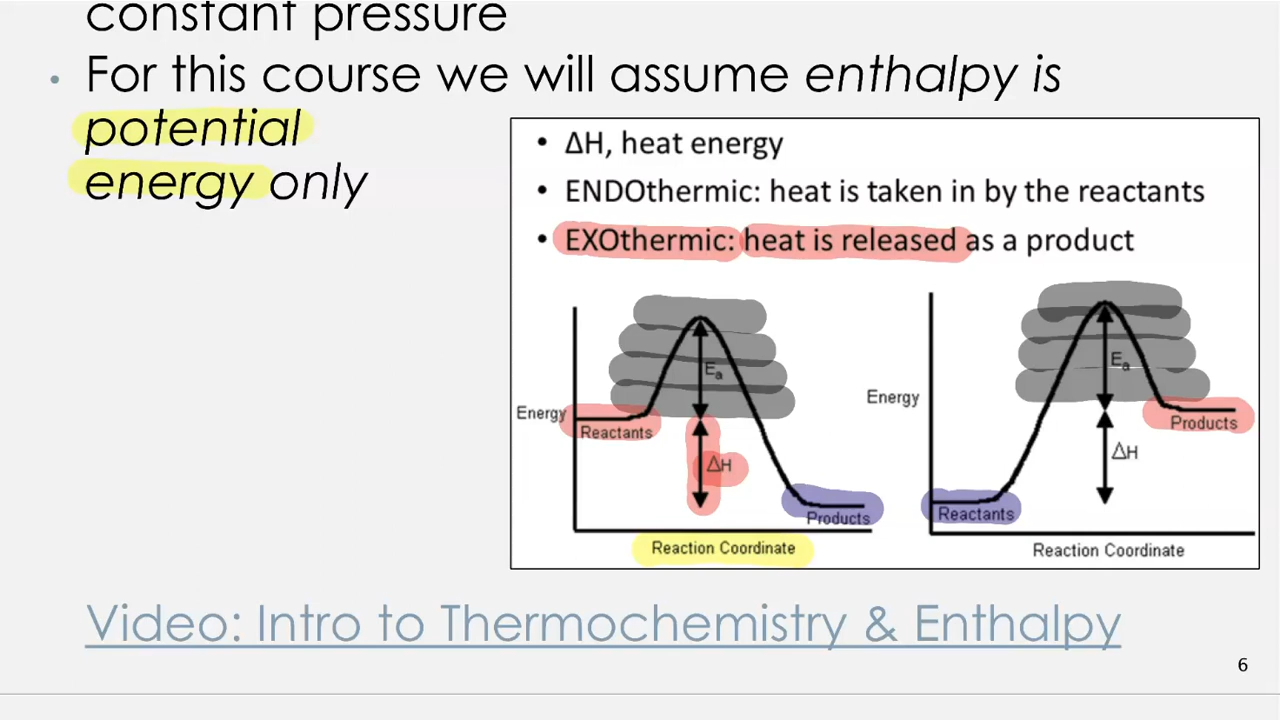 constant pressure
• For this course we will assume enthalpy is
potential
energy only
• ΔH, heat energy
• ENDOthermic: heat is taken in by the reactants
• EXOthermic: heat is released as a product
Energy
Reactants
Ea
ΔH
Products
Reaction Coordinate
Energy
Reactants
Ea
ΔH
Products
Reaction Coordinate
Video: Intro to Thermochemistry & Enthalpy
6